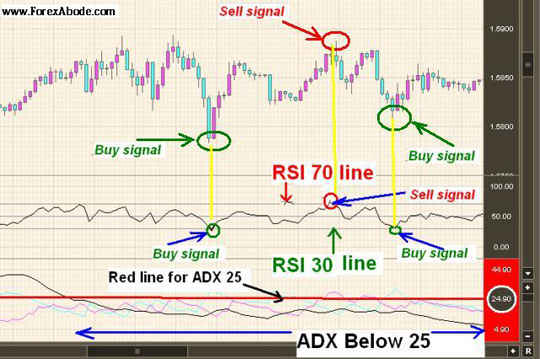 www.ForexAbode.com
Sell signal
1.5900
1.5850
Buy signal
1.5800
Buy signal
RSI 70 line
100.00
Sell signal
50.00
Buy signal
RSI 30 line
Buy signal
0.00
Red line for ADX 25
44.90
24.90
ADX Below 25
4.90
R